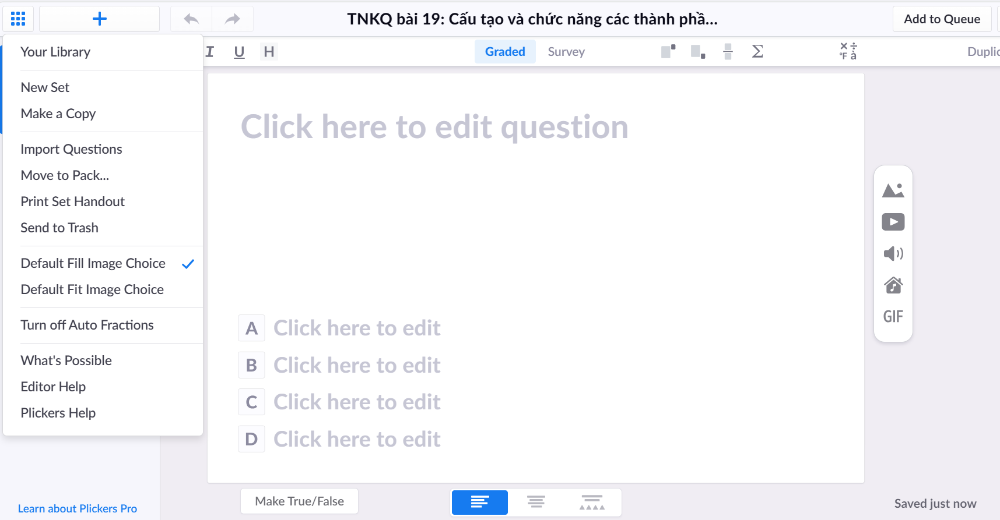 TNKQ bài 19: Cấu tạo và chức năng các thành phầ...
Add to Queue
I U H
Graded
Survey
Σ
×÷
°F à
Your Library
New Set
Make a Copy
Import Questions
Move to Pack...
Print Set Handout
Send to Trash
Default Fill Image Choice
Default Fit Image Choice
Turn off Auto Fractions
What's Possible
Editor Help
Plickers Help
Learn about Plickers Pro
Click here to edit question
A Click here to edit
B Click here to edit
C Click here to edit
D Click here to edit
GIF
Make True/False
Saved just now